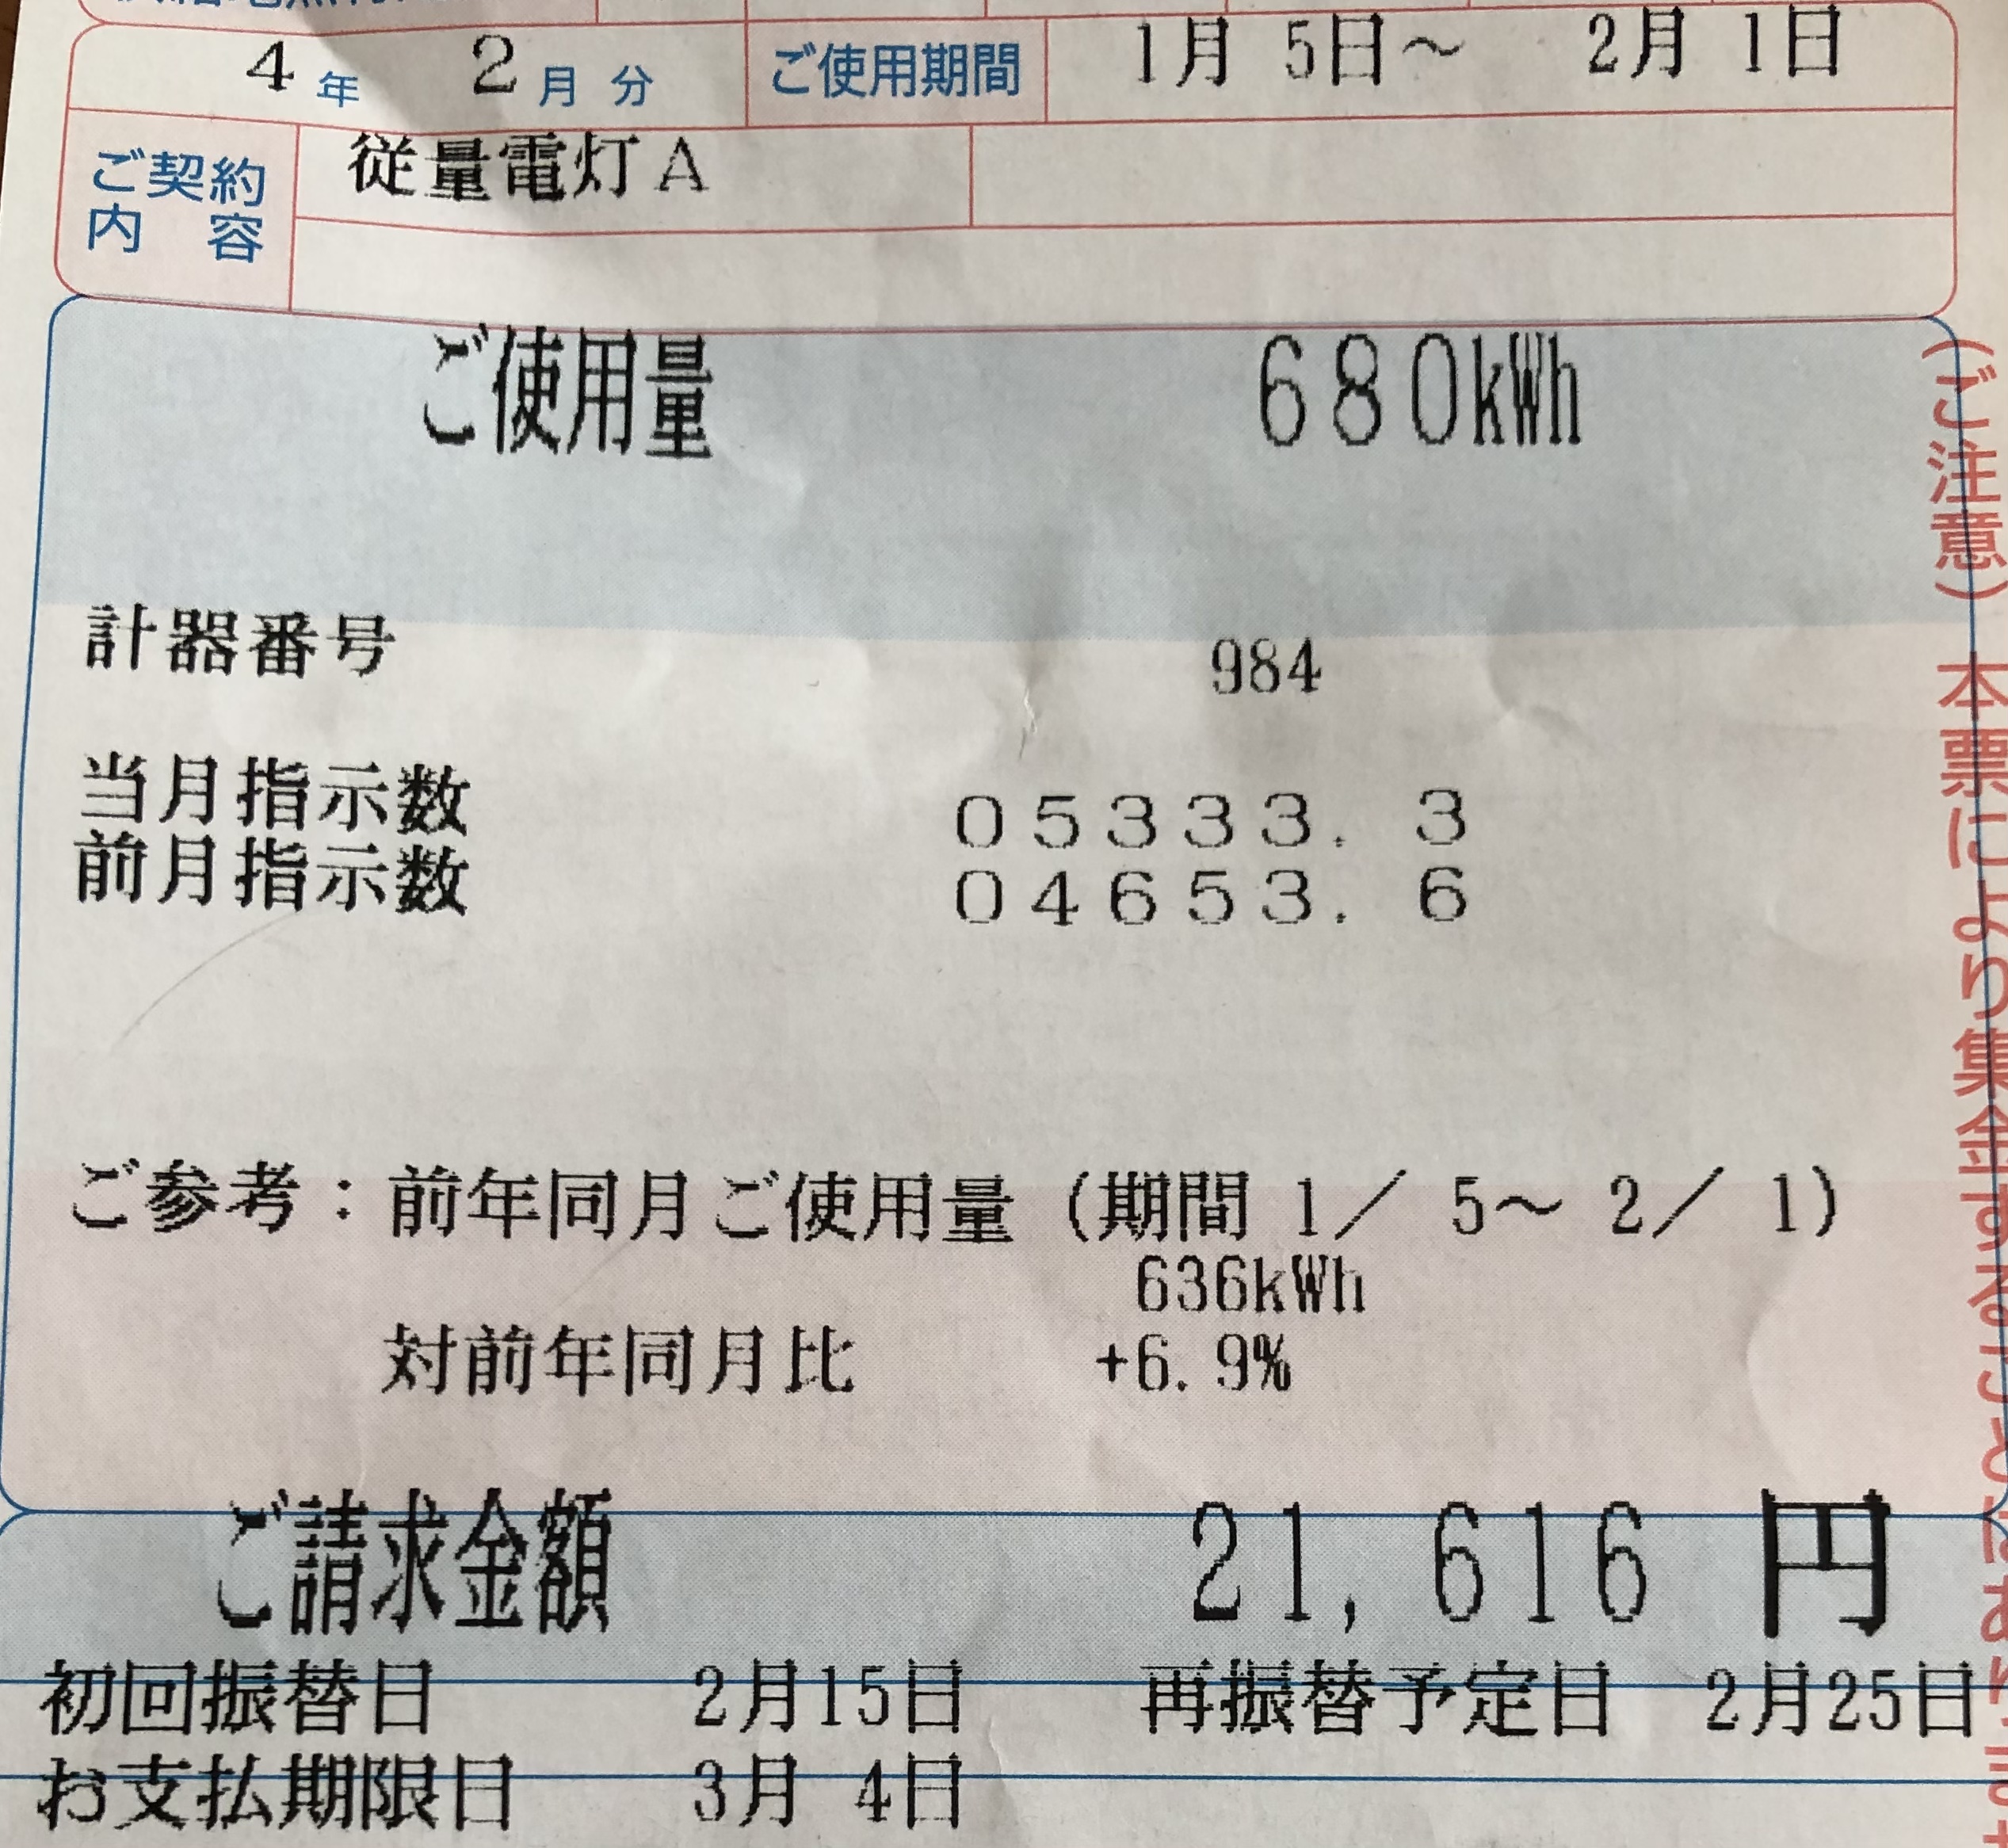 4年 2月分 ご使用期間 1月 5日～ 2月 1日
ご契約内容 従量電灯A
ご使用量 680kWh
計器番号 984
当月指示数 05333.3
前月指示数 04653.6
ご参考：前年同月ご使用量（期間 1／ 5～ 2／ 1）
636kWh
対前年同月比 +6.9%
ご請求金額 21,616 円
初回振替日 2月15日 再振替予定日 2月25日
お支払期限日 3月 4日
（ご注意）本票により集金することはあり